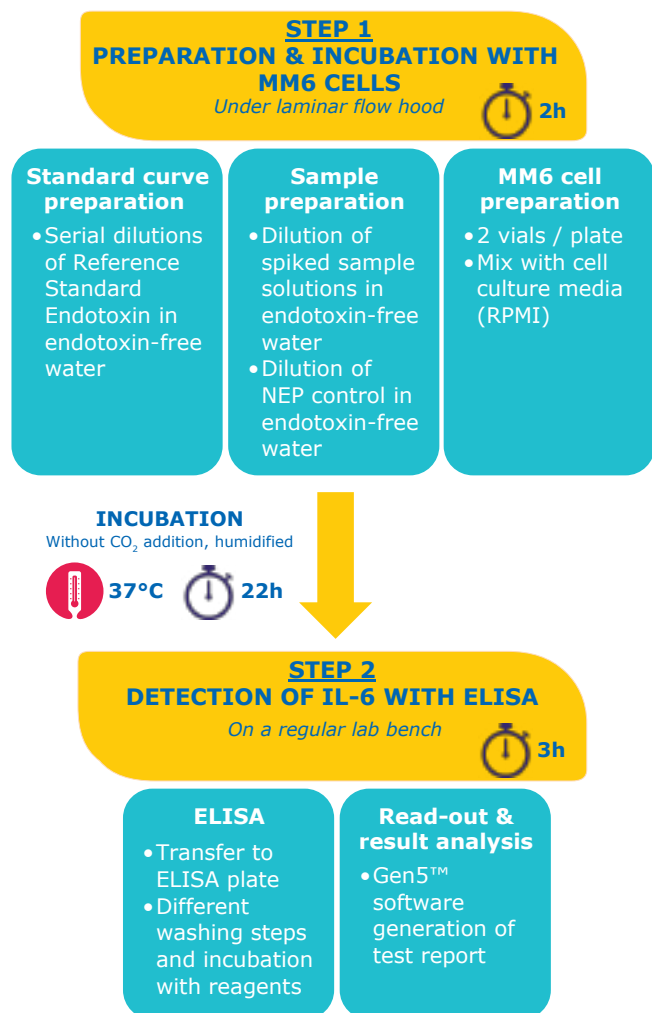 STEP 1
PREPARATION & INCUBATION WITH
MM6 CELLS
Under laminar flow hood
2h
Standard curve
preparation
•Serial dilutions
of Reference
Standard
Endotoxin in
endotoxin-free
water
Sample
preparation
•Dilution of
spiked sample
solutions in
endotoxin-free
water
•Dilution of
NEP control in
endotoxin-free
water
MM6 cell
preparation
•2 vials / plate
•Mix with cell
culture media
(RPMI)
INCUBATION
Without CO2 addition, humidified
37°C
22h
STEP 2
DETECTION OF IL-6 WITH ELISA
On a regular lab bench
3h
ELISA
•Transfer to
ELISA plate
•Different
washing steps
and incubation
with reagents
Read-out &
result analysis
•Gen5™
software
generation of
test report